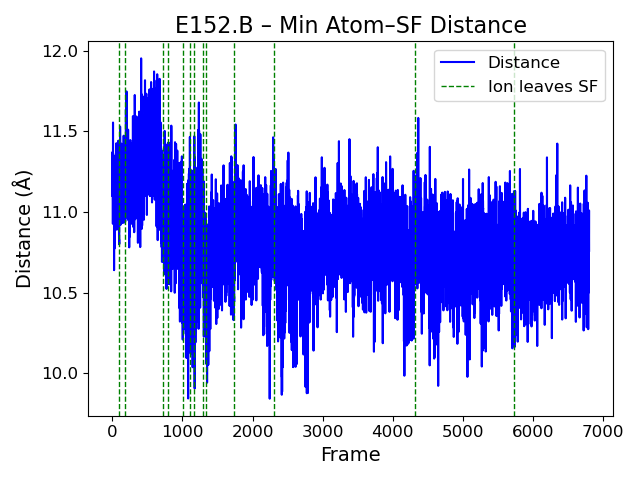 E152.B – Min Atom–SF Distance
12.0
11.5
11.0
10.5
10.0
Distance (Å)
Distance
Ion leaves SF
0 1000 2000 3000 4000 5000 6000 7000
Frame